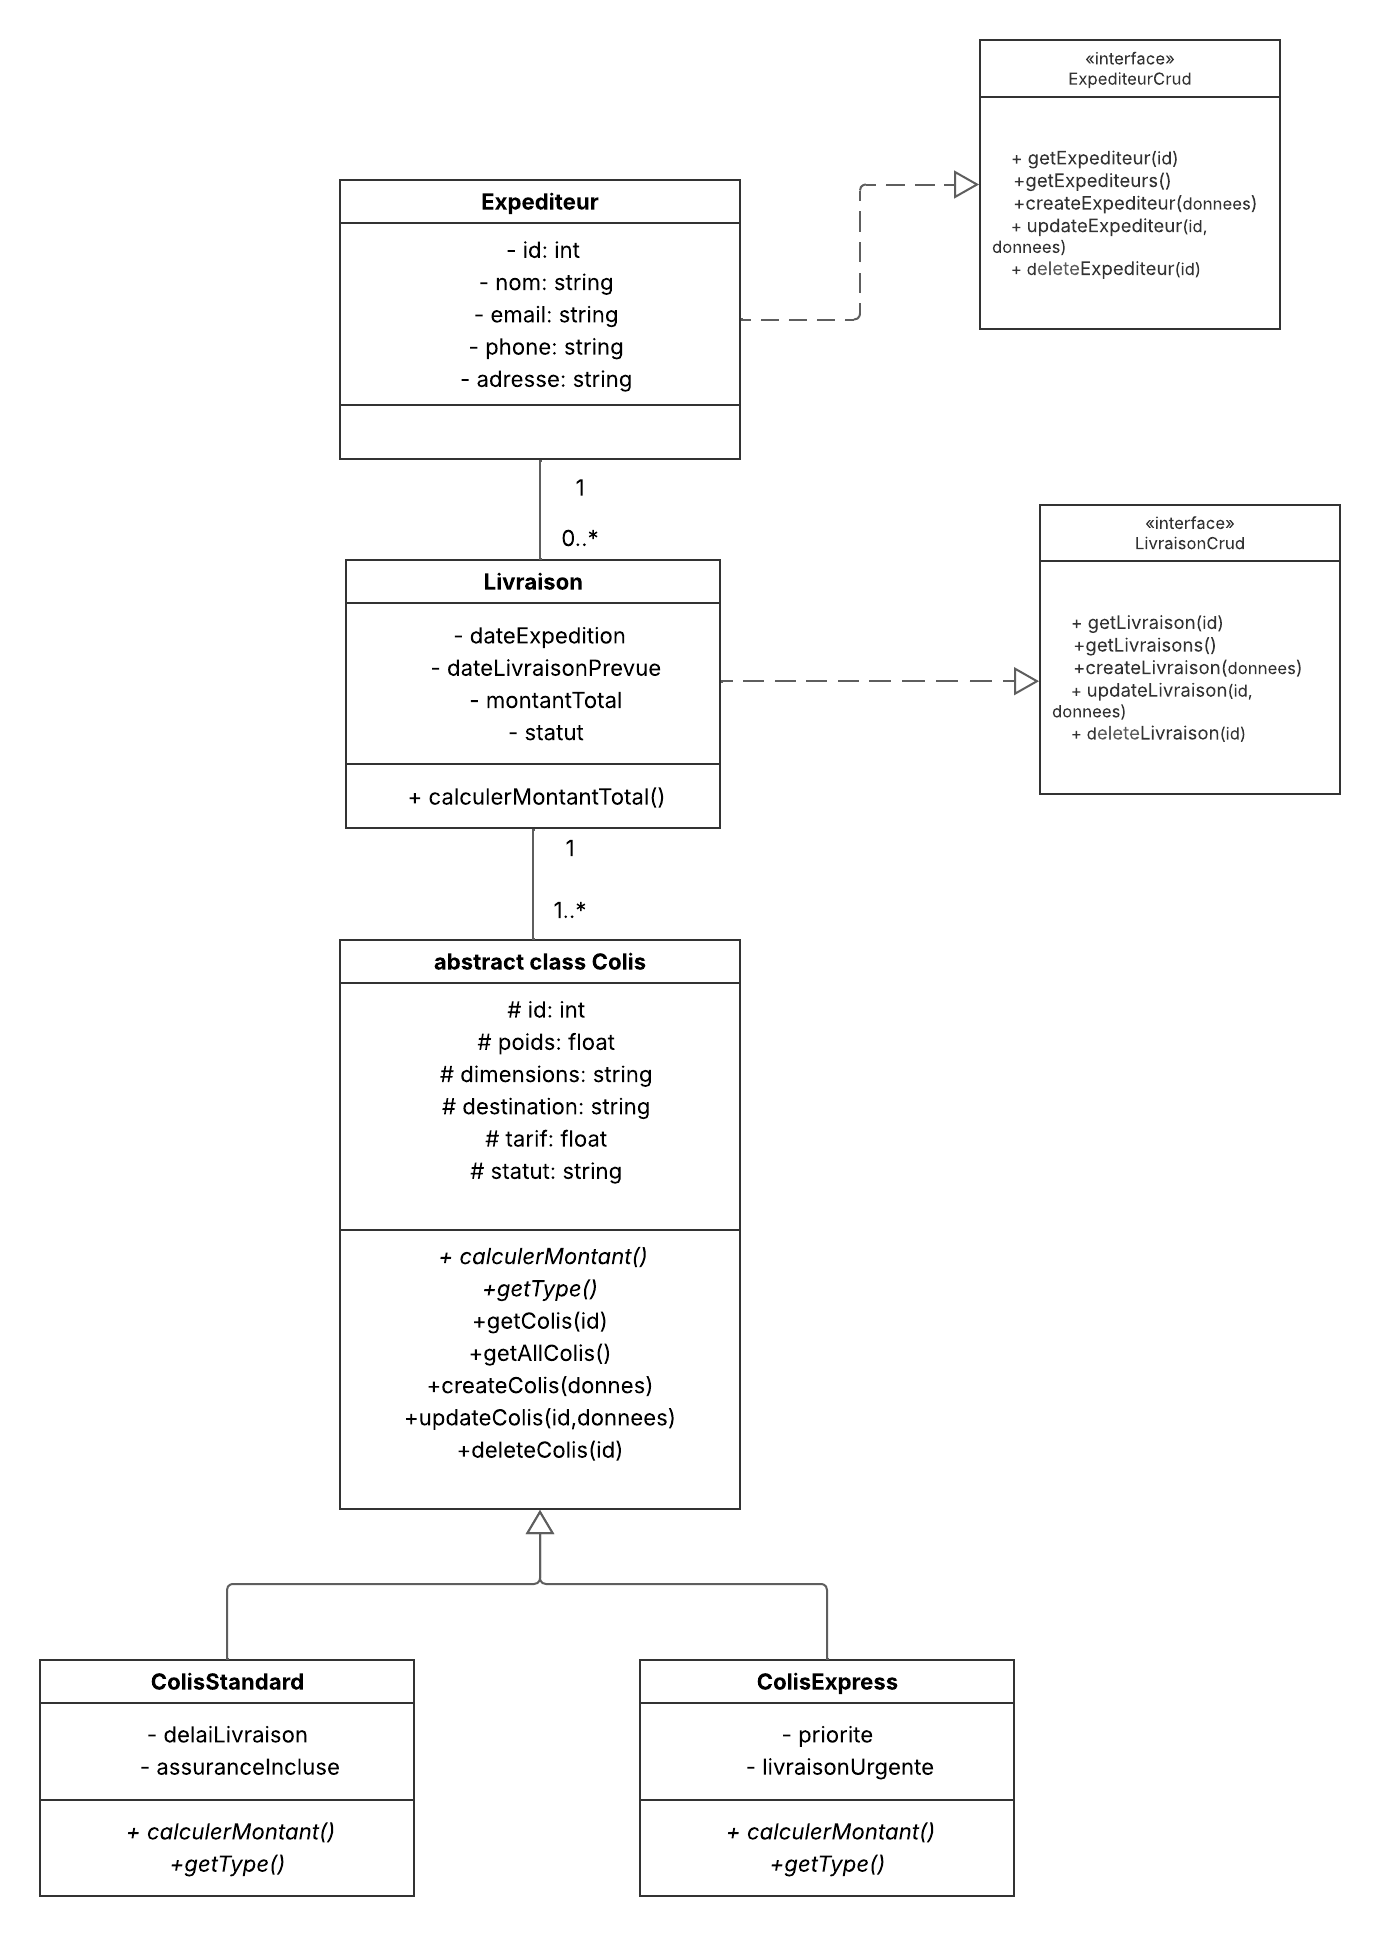 «interface»
ExpediteurCrud
+ getExpediteur(id)
+getExpediteurs()
+createExpediteur(donnees)
+ updateExpediteur(id,
donnees)
+ deleteExpediteur(id)
Expediteur
- id: int
- nom: string
- email: string
- phone: string
- adresse: string
1
0..*
«interface»
LivraisonCrud
+ getLivraison(id)
+getLivraisons()
+createLivraison(donnees)
+ updateLivraison(id,
donnees)
+ deleteLivraison(id)
Livraison
- dateExpedition
- dateLivraisonPrevue
- montantTotal
- statut
+ calculerMontantTotal()
1
1..*
abstract class Colis
# id: int
# poids: float
# dimensions: string
# destination: string
# tarif: float
# statut: string
+ calculerMontant()
+getType()
+getColis(id)
+getAllColis()
+createColis(donnes)
+updateColis(id,donnees)
+deleteColis(id)
ColisStandard
- delaiLivraison
- assuranceIncluse
+ calculerMontant()
+getType()
ColisExpress
- priorite
- livraisonUrgente
+ calculerMontant()
+getType()